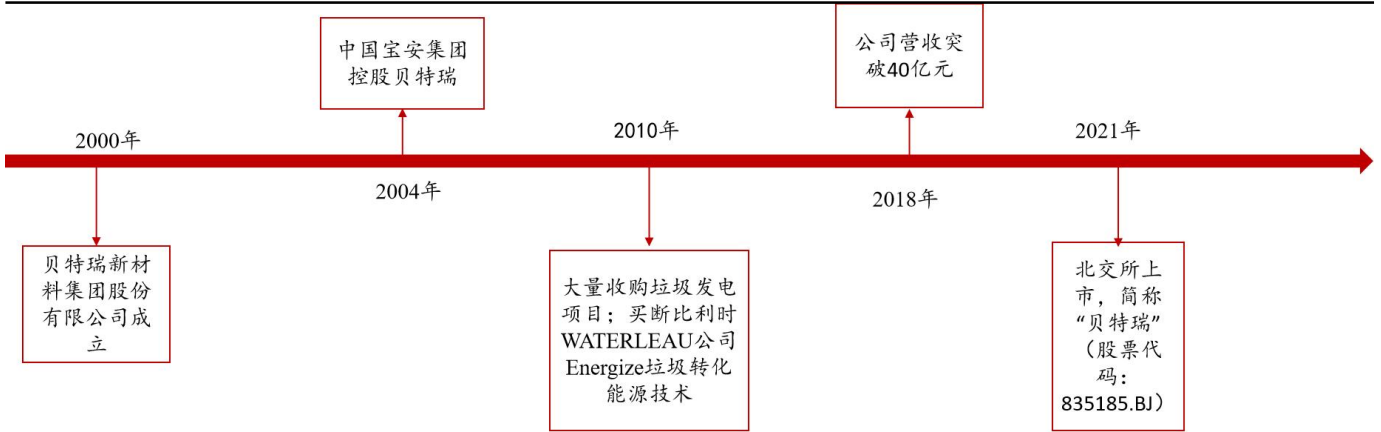 2000年
贝特瑞新材
料集团股份
有限公司成
立
中国宝安集团
控股贝特瑞
2004年
2010年
大量收购垃圾发电
项目；买断比利时
WATERLEAU公司
Energize垃圾转化
能源技术
公司营收突
破40亿元
2018年
2021年
北交所上
市，简称
“贝特瑞”
（股票代
码：
835185.BJ）